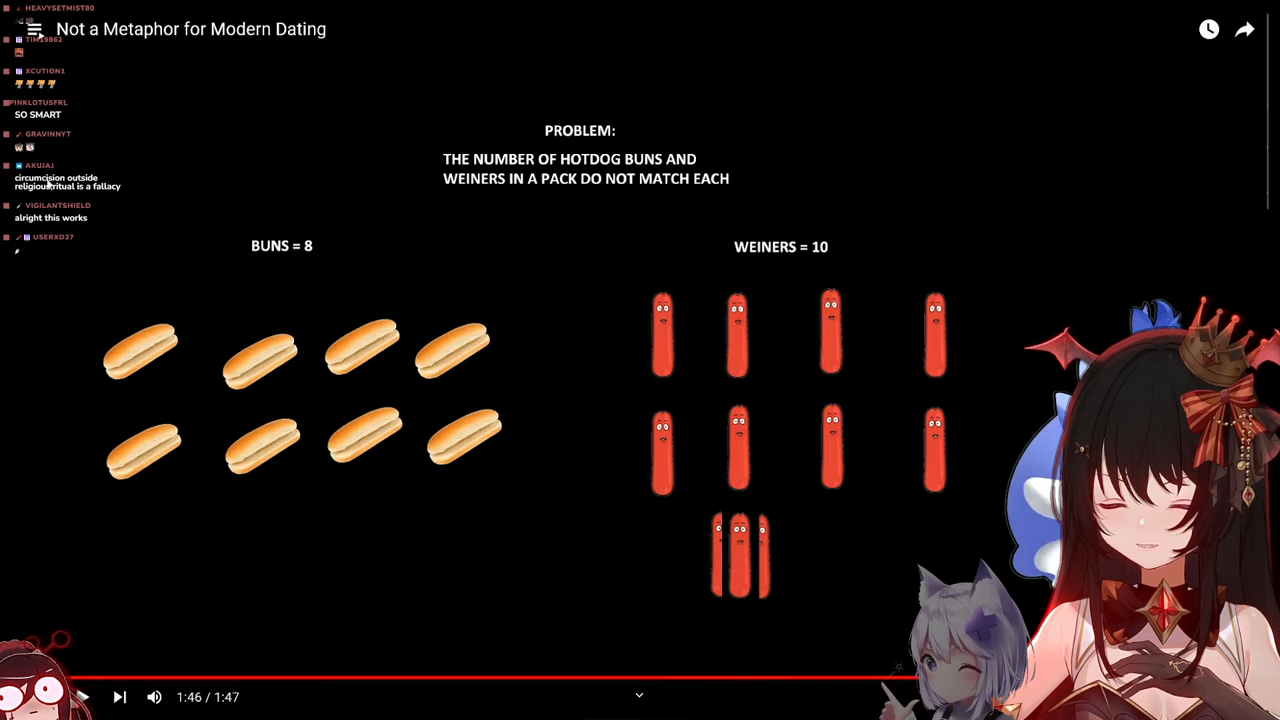 HEAVYSETMIST80
Not a Metaphor for Modern Dating
TIM19862
XCUTION1
PINKLOTUSFRL
SO SMART
GRAVINNYT
AKUJAJ
circumcision outside
religious ritual is a fallacy
VIGILANTSHIELD
alright this works
USERXD27
PROBLEM:
THE NUMBER OF HOTDOG BUNS AND
WEINERS IN A PACK DO NOT MATCH EACH
BUNS = 8
WEINERS = 10
1:46 / 1:47